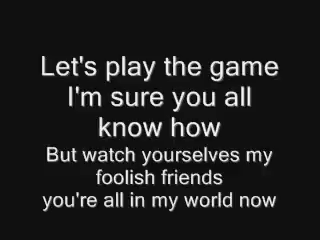 Let's play the game
I'm sure you all
know how
But watch yourselves my
foolish friends
you're all in my world now